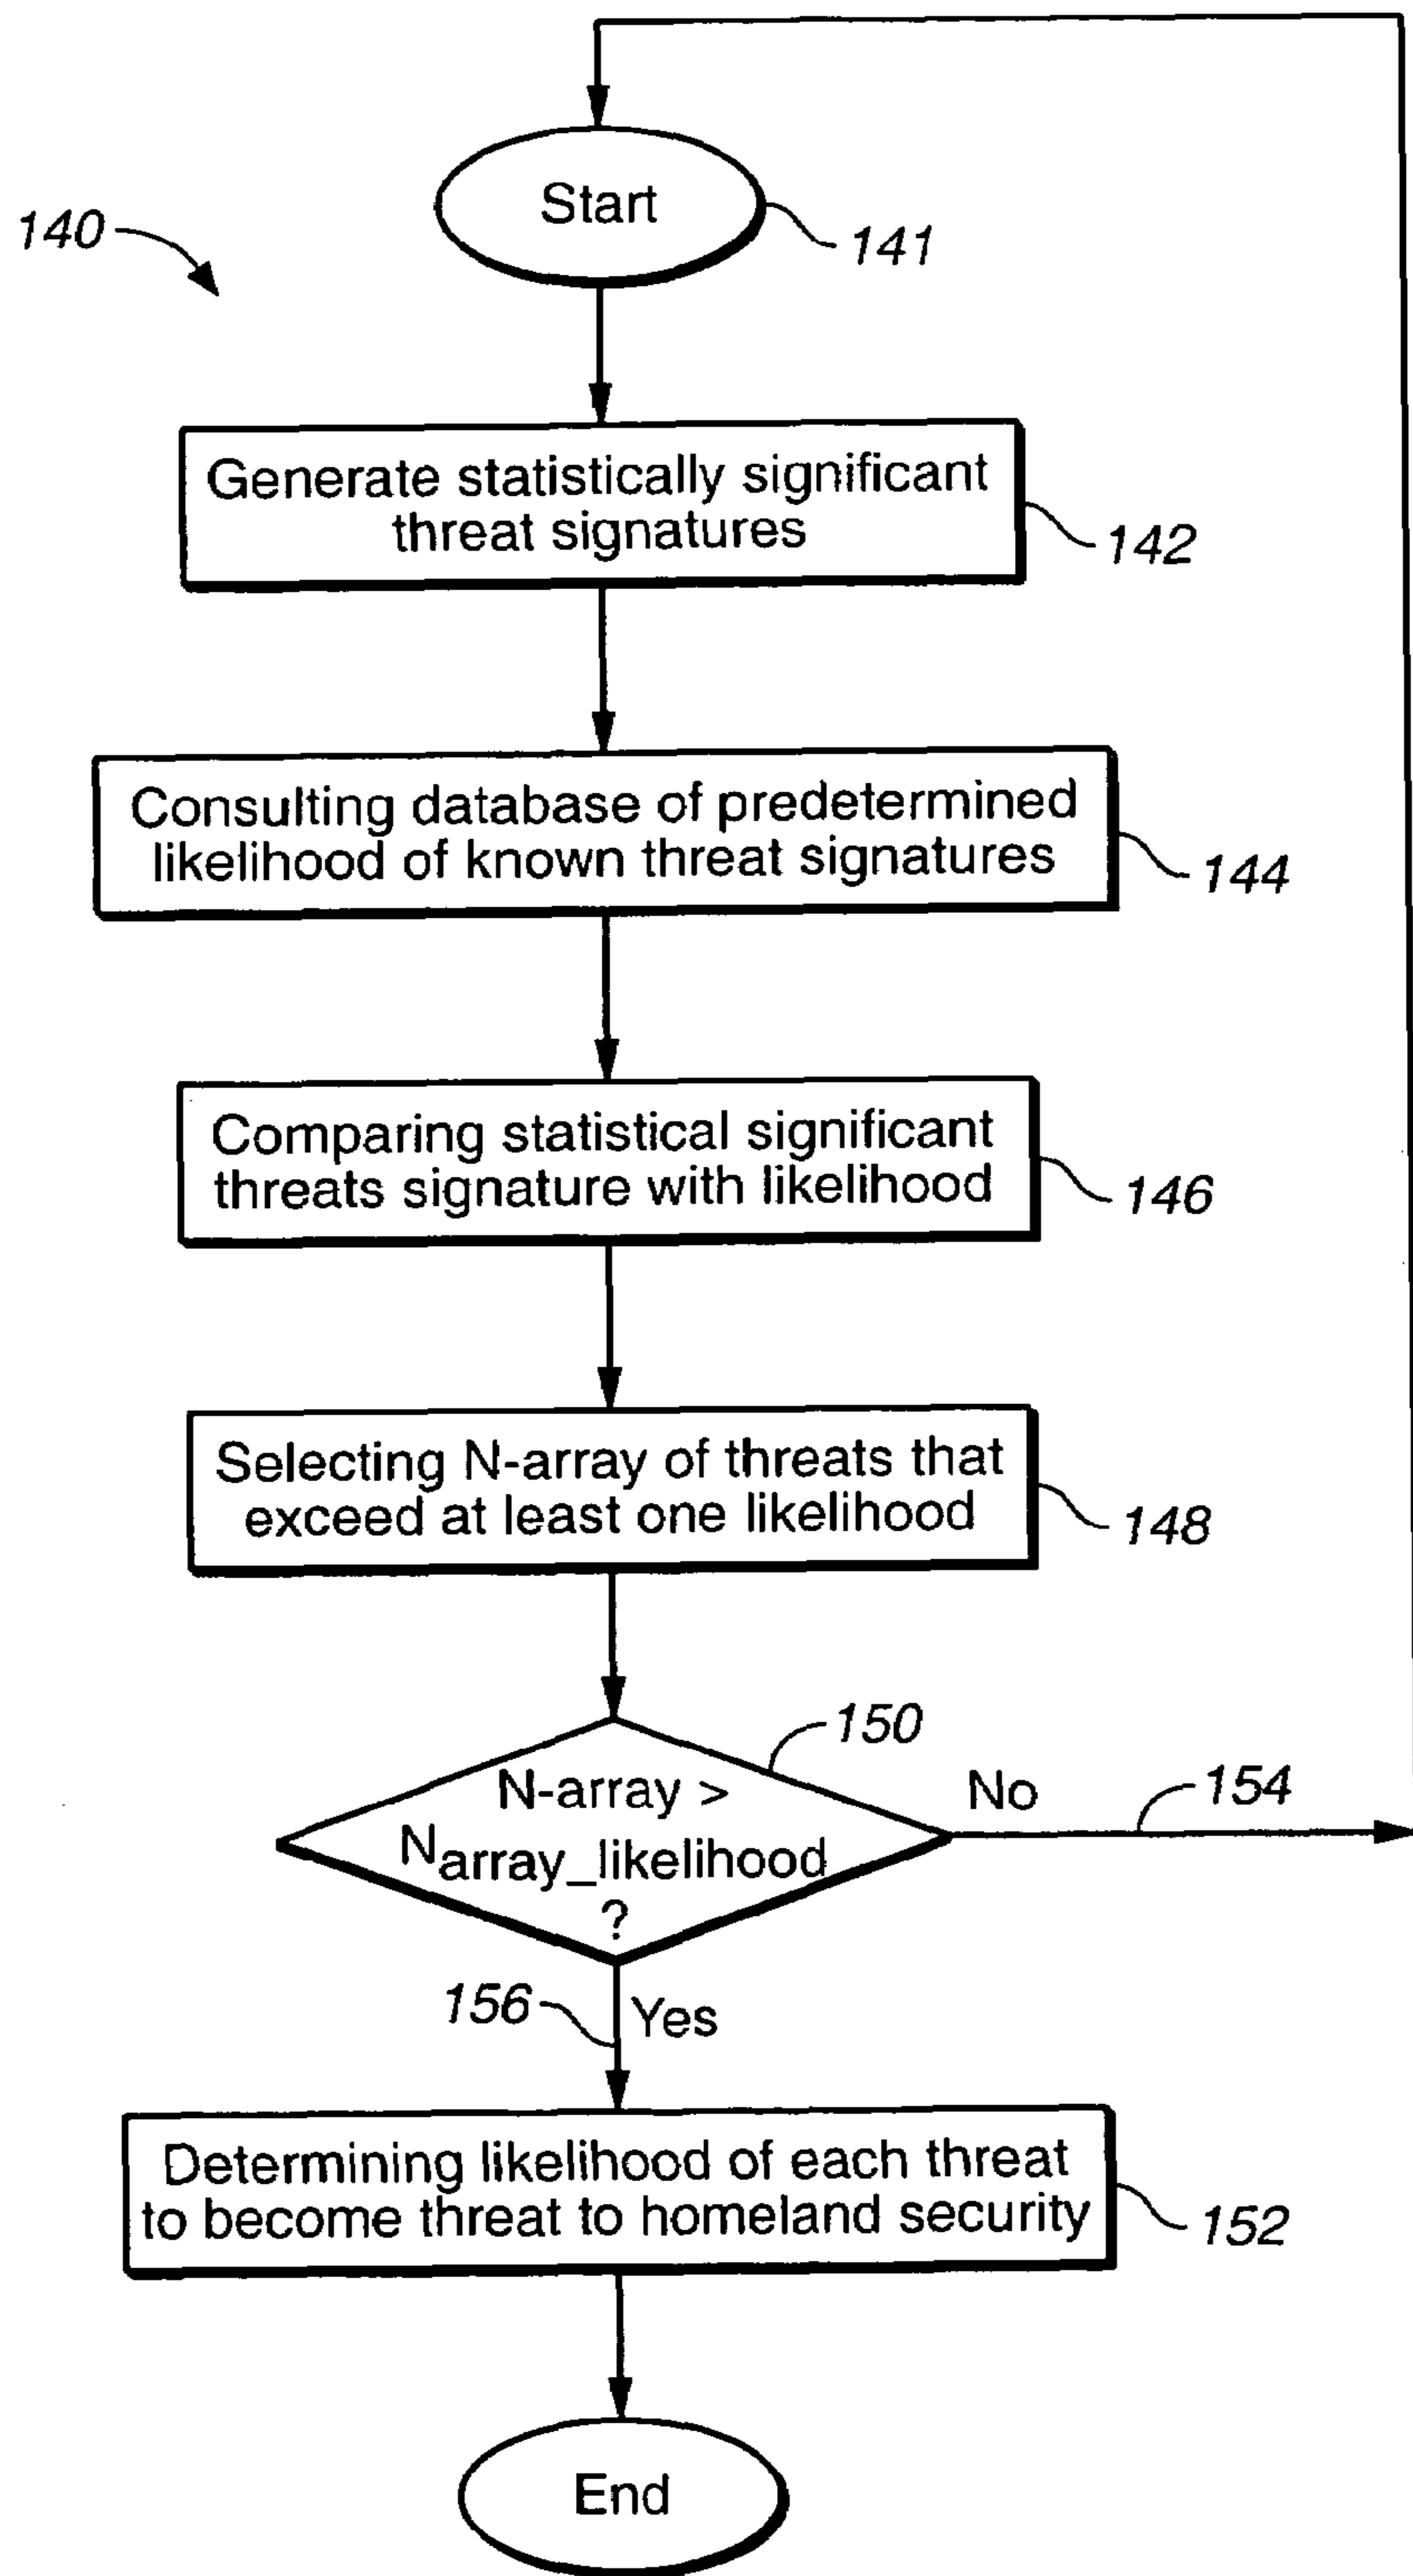 Start
140
141
Generate statistically significant
threat signatures
142
Consulting database of predetermined
likelihood of known threat signatures
144
Comparing statistical significant
threats signature with likelihood
146
Selecting N-array of threats that
exceed at least one likelihood
148
150
N-array >
Narray_likelihood
?
No
154
156
Yes
Determining likelihood of each threat
to become threat to homeland security
152
End